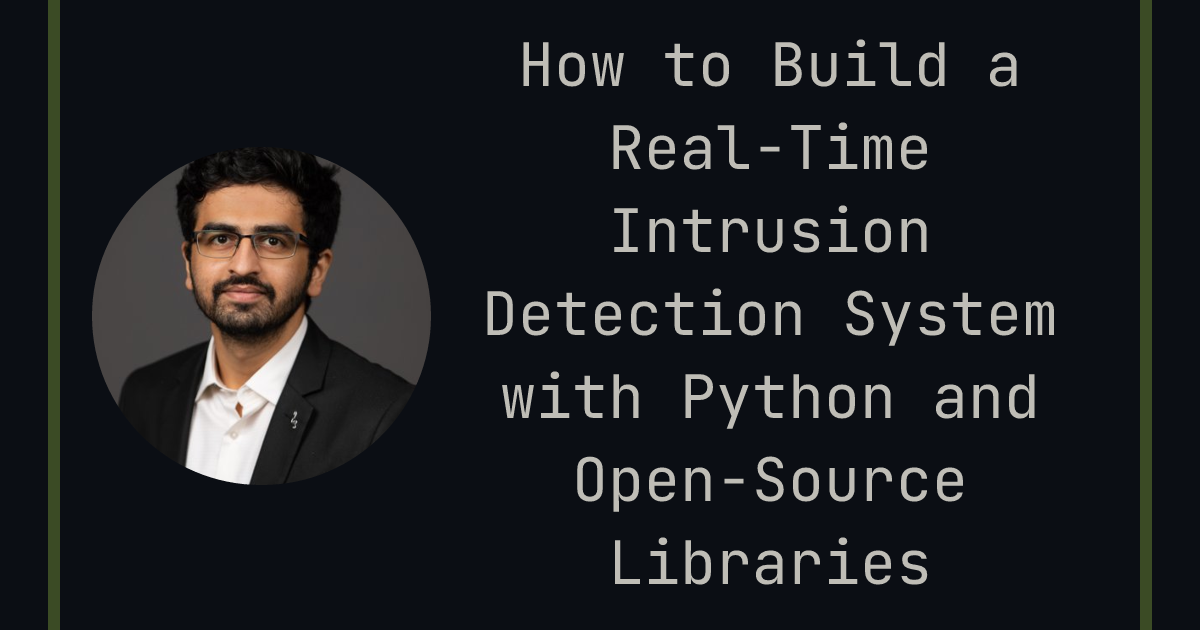 How to Build a
Real-Time
Intrusion
Detection System
with Python and
Open-Source
Libraries